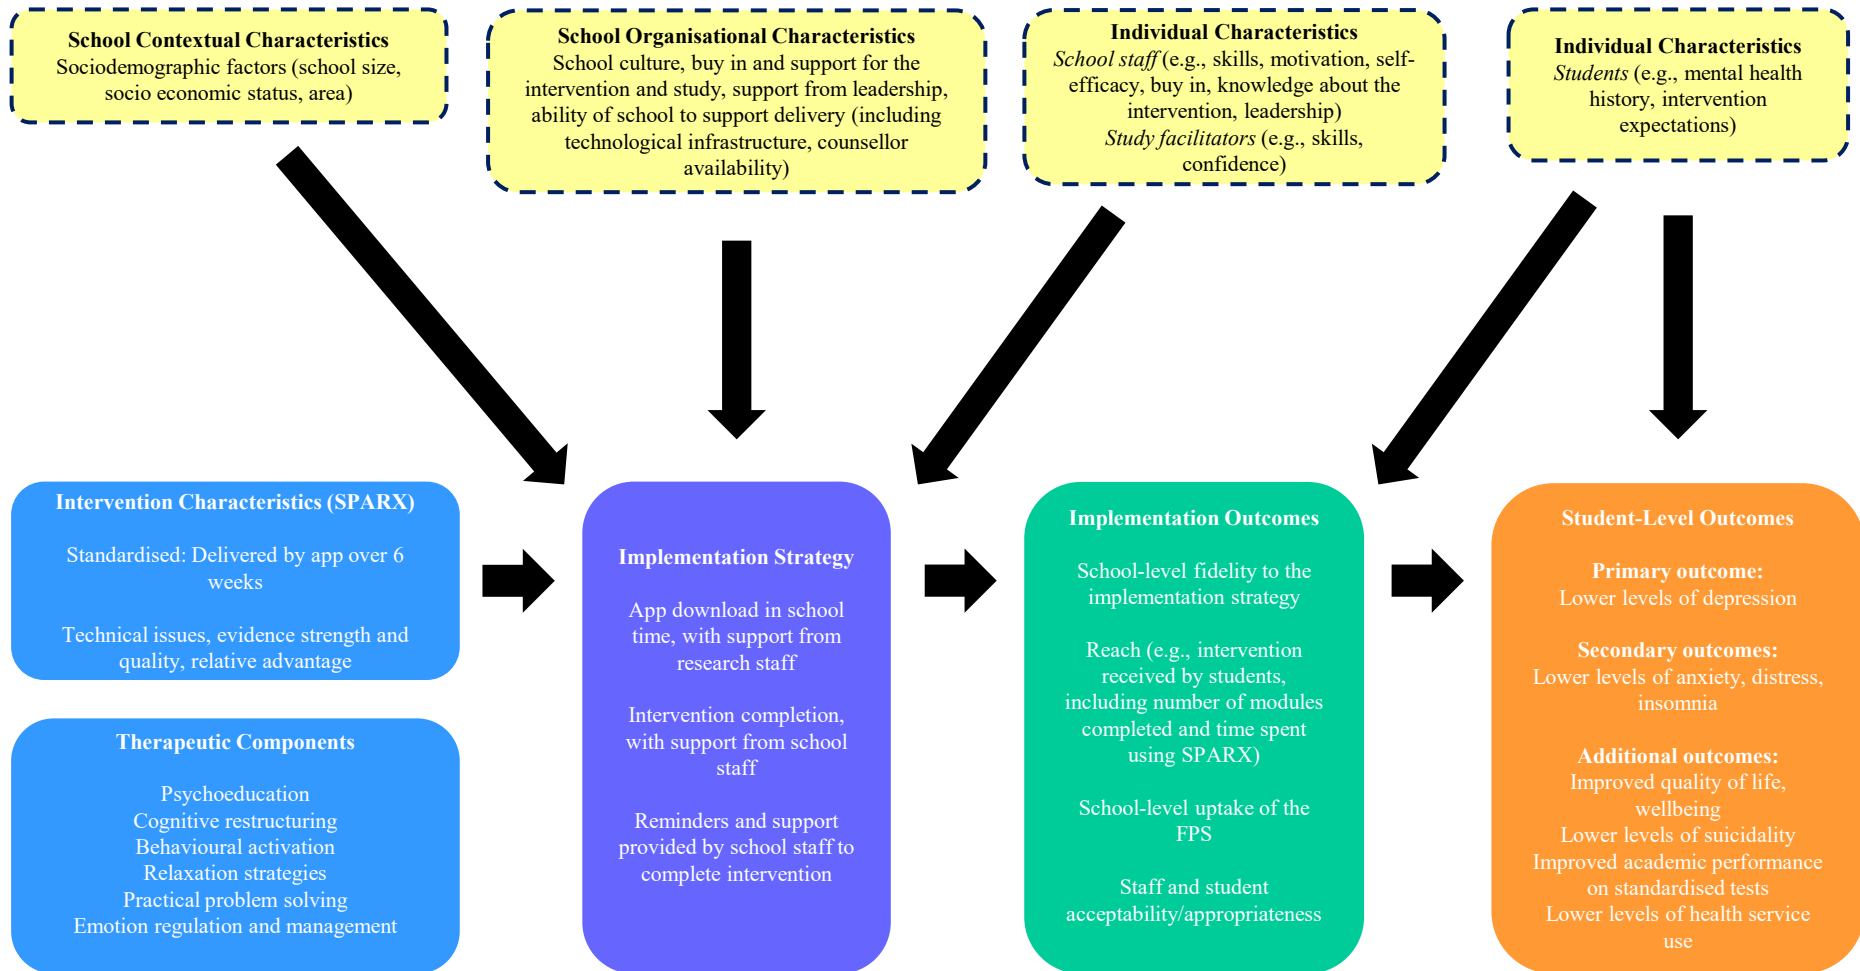 School Contextual Characteristics
Sociodemographic factors (school size,
socio economic status, area)
School Organisational Characteristics
School culture, buy in and support for the
intervention and study, support from leadership,
ability of school to support delivery (including
technological infrastructure, counsellor
availability)
Individual Characteristics
School staff (e.g., skills, motivation, self-
efficacy, buy in, knowledge about the
intervention, leadership)
Study facilitators (e.g., skills,
confidence)
Individual Characteristics
Students (e.g., mental health
history, intervention
expectations)
Intervention Characteristics (SPARX)
Standardised: Delivered by app over 6
weeks
Technical issues, evidence strength and
quality, relative advantage
Therapeutic Components
Psychoeducation
Cognitive restructuring
Behavioural activation
Relaxation strategies
Practical problem solving
Emotion regulation and management
Implementation Strategy
App download in school
time, with support from
research staff
Intervention completion,
with support from school
staff
Reminders and support
provided by school staff to
complete intervention
Implementation Outcomes
School-level fidelity to the
implementation strategy
Reach (e.g., intervention
received by students,
including number of modules
completed and time spent
using SPARX)
School-level uptake of the
FPS
Staff and student
acceptability/appropriateness
Student-Level Outcomes
Primary outcome:
Lower levels of depression
Secondary outcomes:
Lower levels of anxiety, distress,
insomnia
Additional outcomes:
Improved quality of life,
wellbeing
Lower levels of suicidality
Improved academic performance
on standardised tests
Lower levels of health service
use